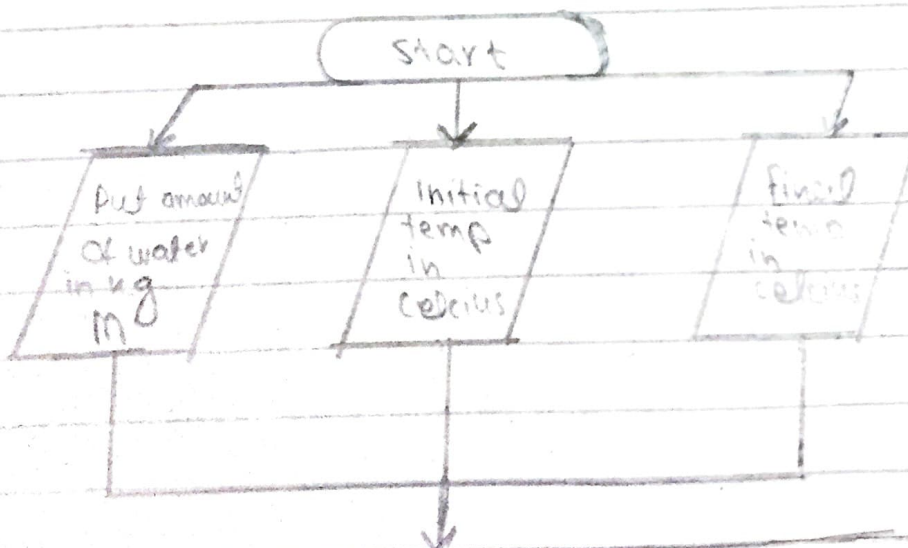 Start
Put amount
of water
in kg
m
Initial
temp
in
celcius
Final
temp
in
celcius